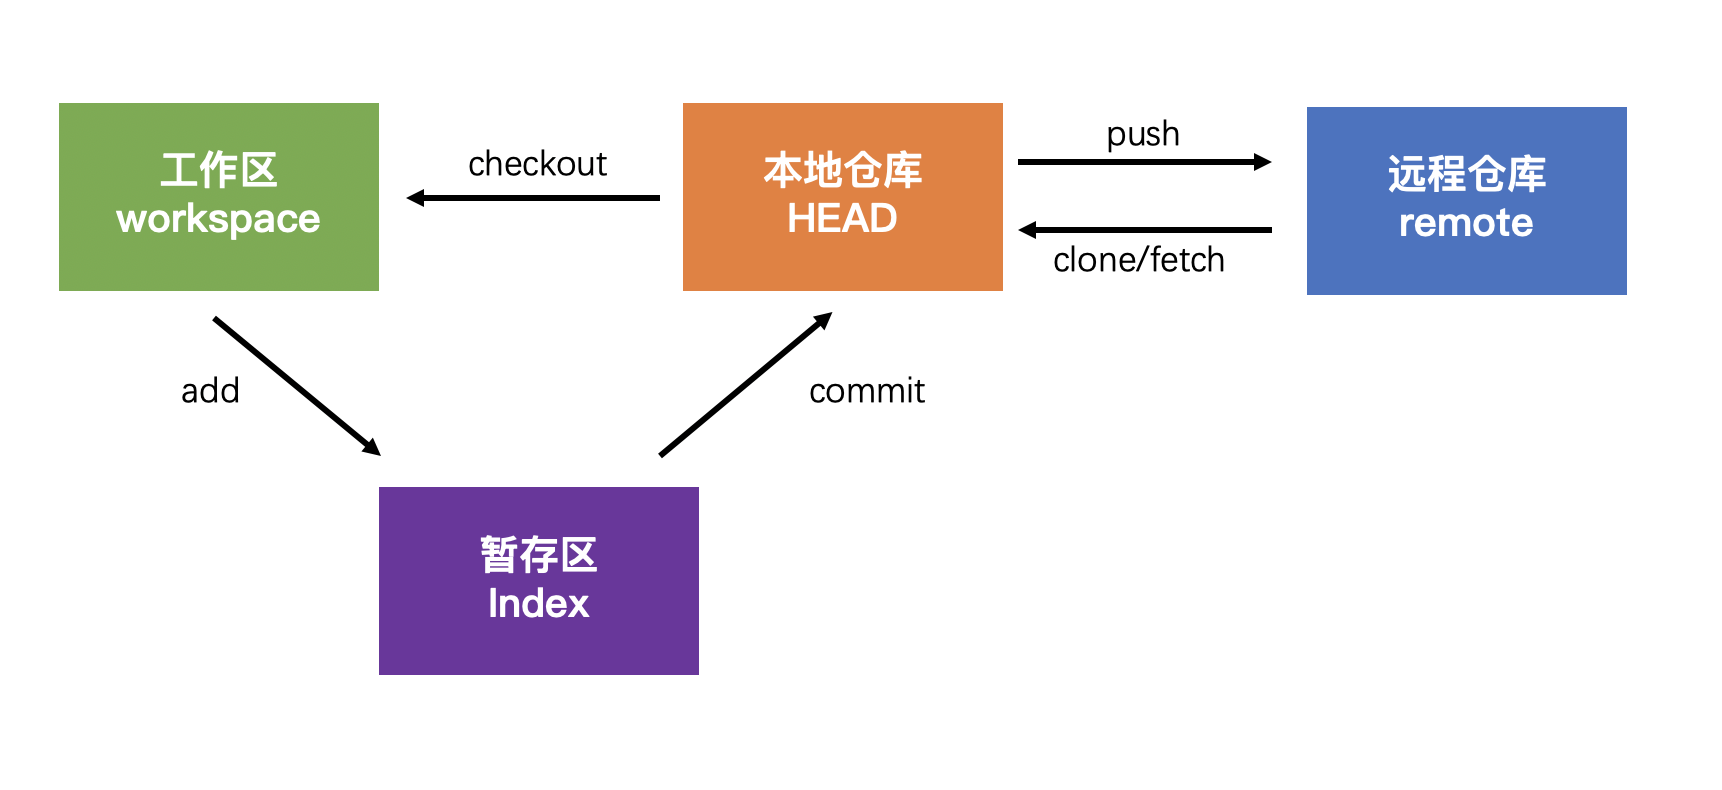 工作区
workspace
checkout
本地仓库
HEAD
push
clone/fetch
远程仓库
remote
add
commit
暂存区
Index